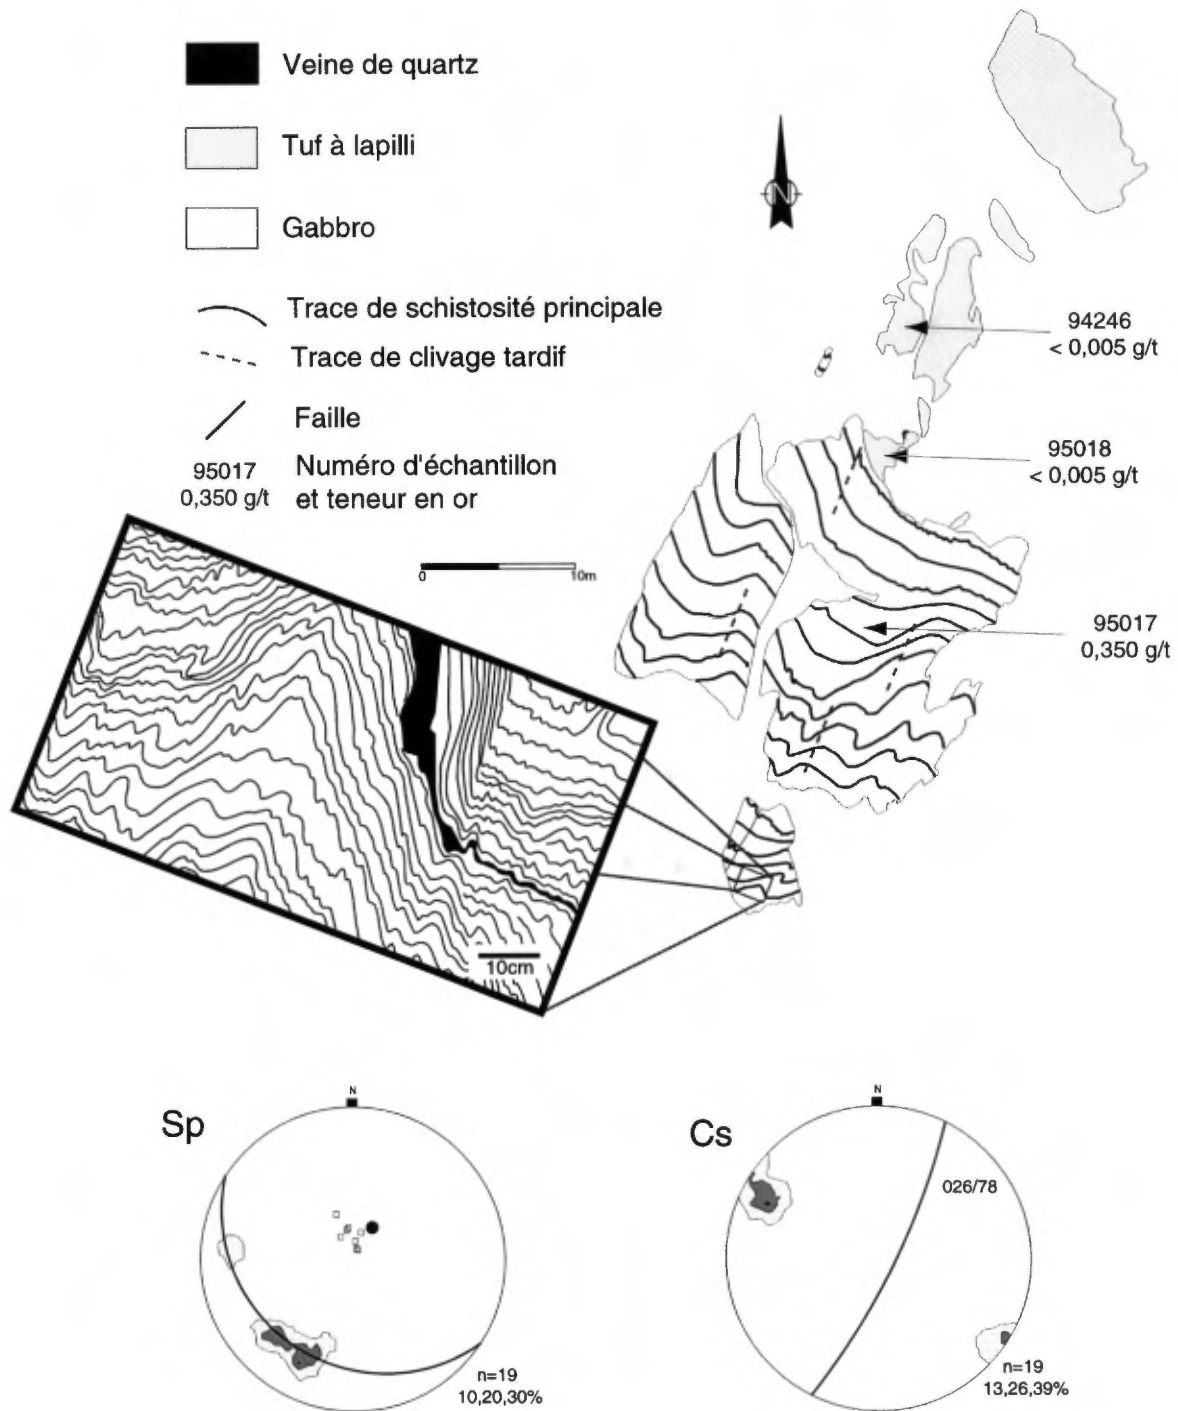 Veine de quartz
Tuf à lapilli
N
Gabbro
Trace de schistosité principale
Trace de clivage tardif
Faille
95017
0,350 g/t
Numéro d'échantillon
et teneur en or
94246
< 0,005 g/t
95018
< 0,005 g/t
0
10m
95017
0,350 g/t
10cm
Sp
N
n=19
10,20,30%
Cs
N
026/78
n=19
13,26,39%